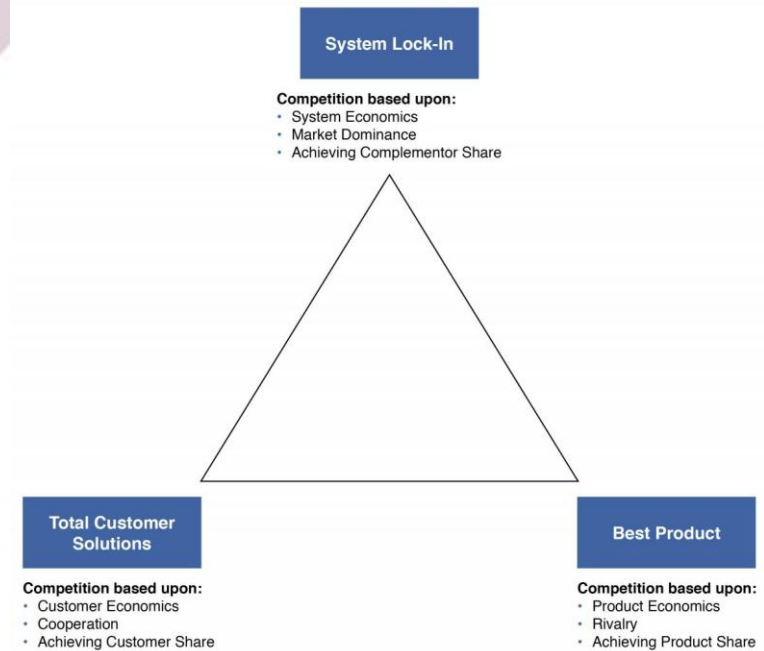 System Lock-In
Competition based upon:
• System Economics
• Market Dominance
• Achieving Complementor Share
Total Customer
Solutions
Competition based upon:
• Customer Economics
• Cooperation
• Achieving Customer Share
Best Product
Competition based upon:
• Product Economics
• Rivalry
• Achieving Product Share